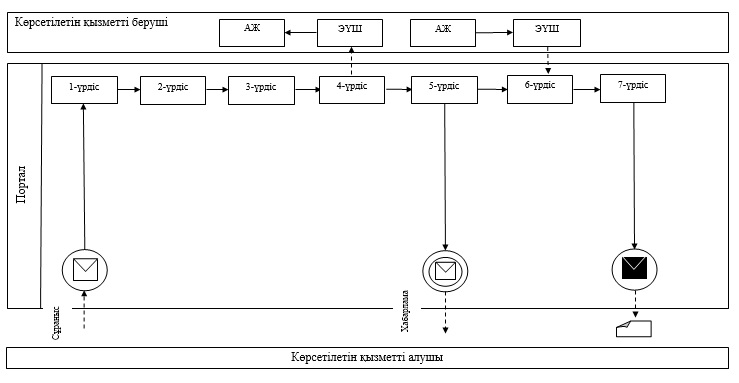 Көрсетілетін қызметті беруші
АЖ
ЭҮШ
АЖ
ЭҮШ
Портал
1-үрдіс
2-үрдіс
3-үрдіс
4-үрдіс
5-үрдіс
6-үрдіс
7-үрдіс
Сұраныс
Хабарлама
Көрсетілетін қызметті алушы